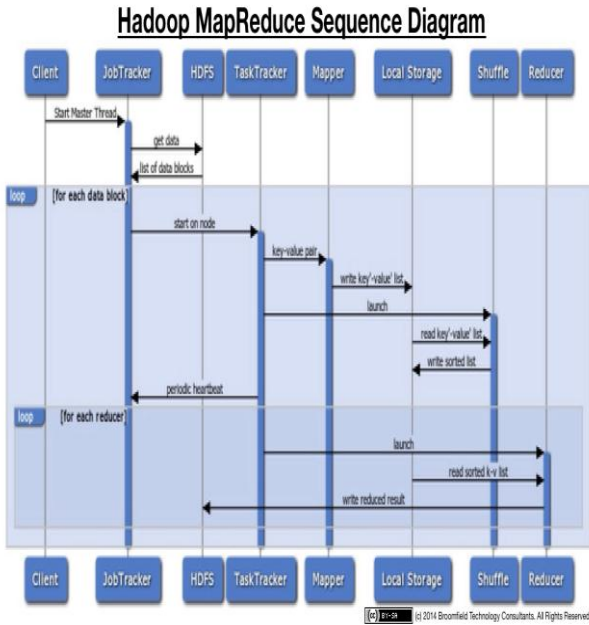 Hadoop MapReduce Sequence Diagram
Client JobTracker HDFS TaskTracker Mapper Local Storage Shuffle Reducer
Start Master Thread
get data
list of data blocks
loop [for each data block]
start on node
key-value pair
write key'-value' list
launch
read key'-value' list
write sorted list
periodic heartbeat
loop [for each reducer]
launch
read sorted k-v list
write reduced result
Client JobTracker HDFS TaskTracker Mapper Local Storage Shuffle Reducer
(cc) BY-SA (c) 2014 Broomfield Technology Consultants, All Rights Reserved